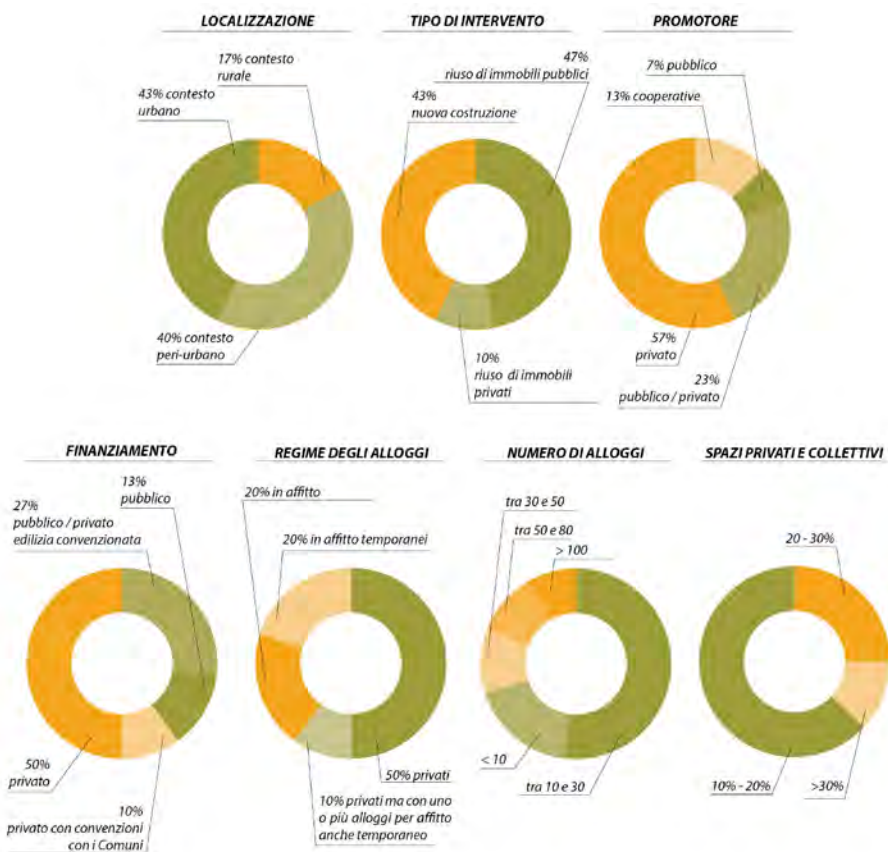 LOCALIZZAZIONE
17% contesto
rurale
43% contesto
urbano
40% contesto
peri-urbano
TIPO DI INTERVENTO
47%
riuso di immobili pubblici
43%
nuova costruzione
10%
riuso di immobili
privati
PROMOTORE
7% pubblico
13% cooperative
57%
privato
23%
pubblico / privato
FINANZIAMENTO
13%
pubblico
27%
pubblico / privato
edilizia convenzionata
50%
privato
10%
privato con convenzioni
con i Comuni
REGIME DEGLI ALLOGGI
20% in affitto
20% in affitto temporanei
50% privati
10% privati ma con uno
o più alloggi per affitto
anche temporaneo
NUMERO DI ALLOGGI
tra 30 e 50
tra 50 e 80
> 100
< 10
tra 10 e 30
SPAZI PRIVATI E COLLETTIVI
20 - 30%
10% - 20%
>30%